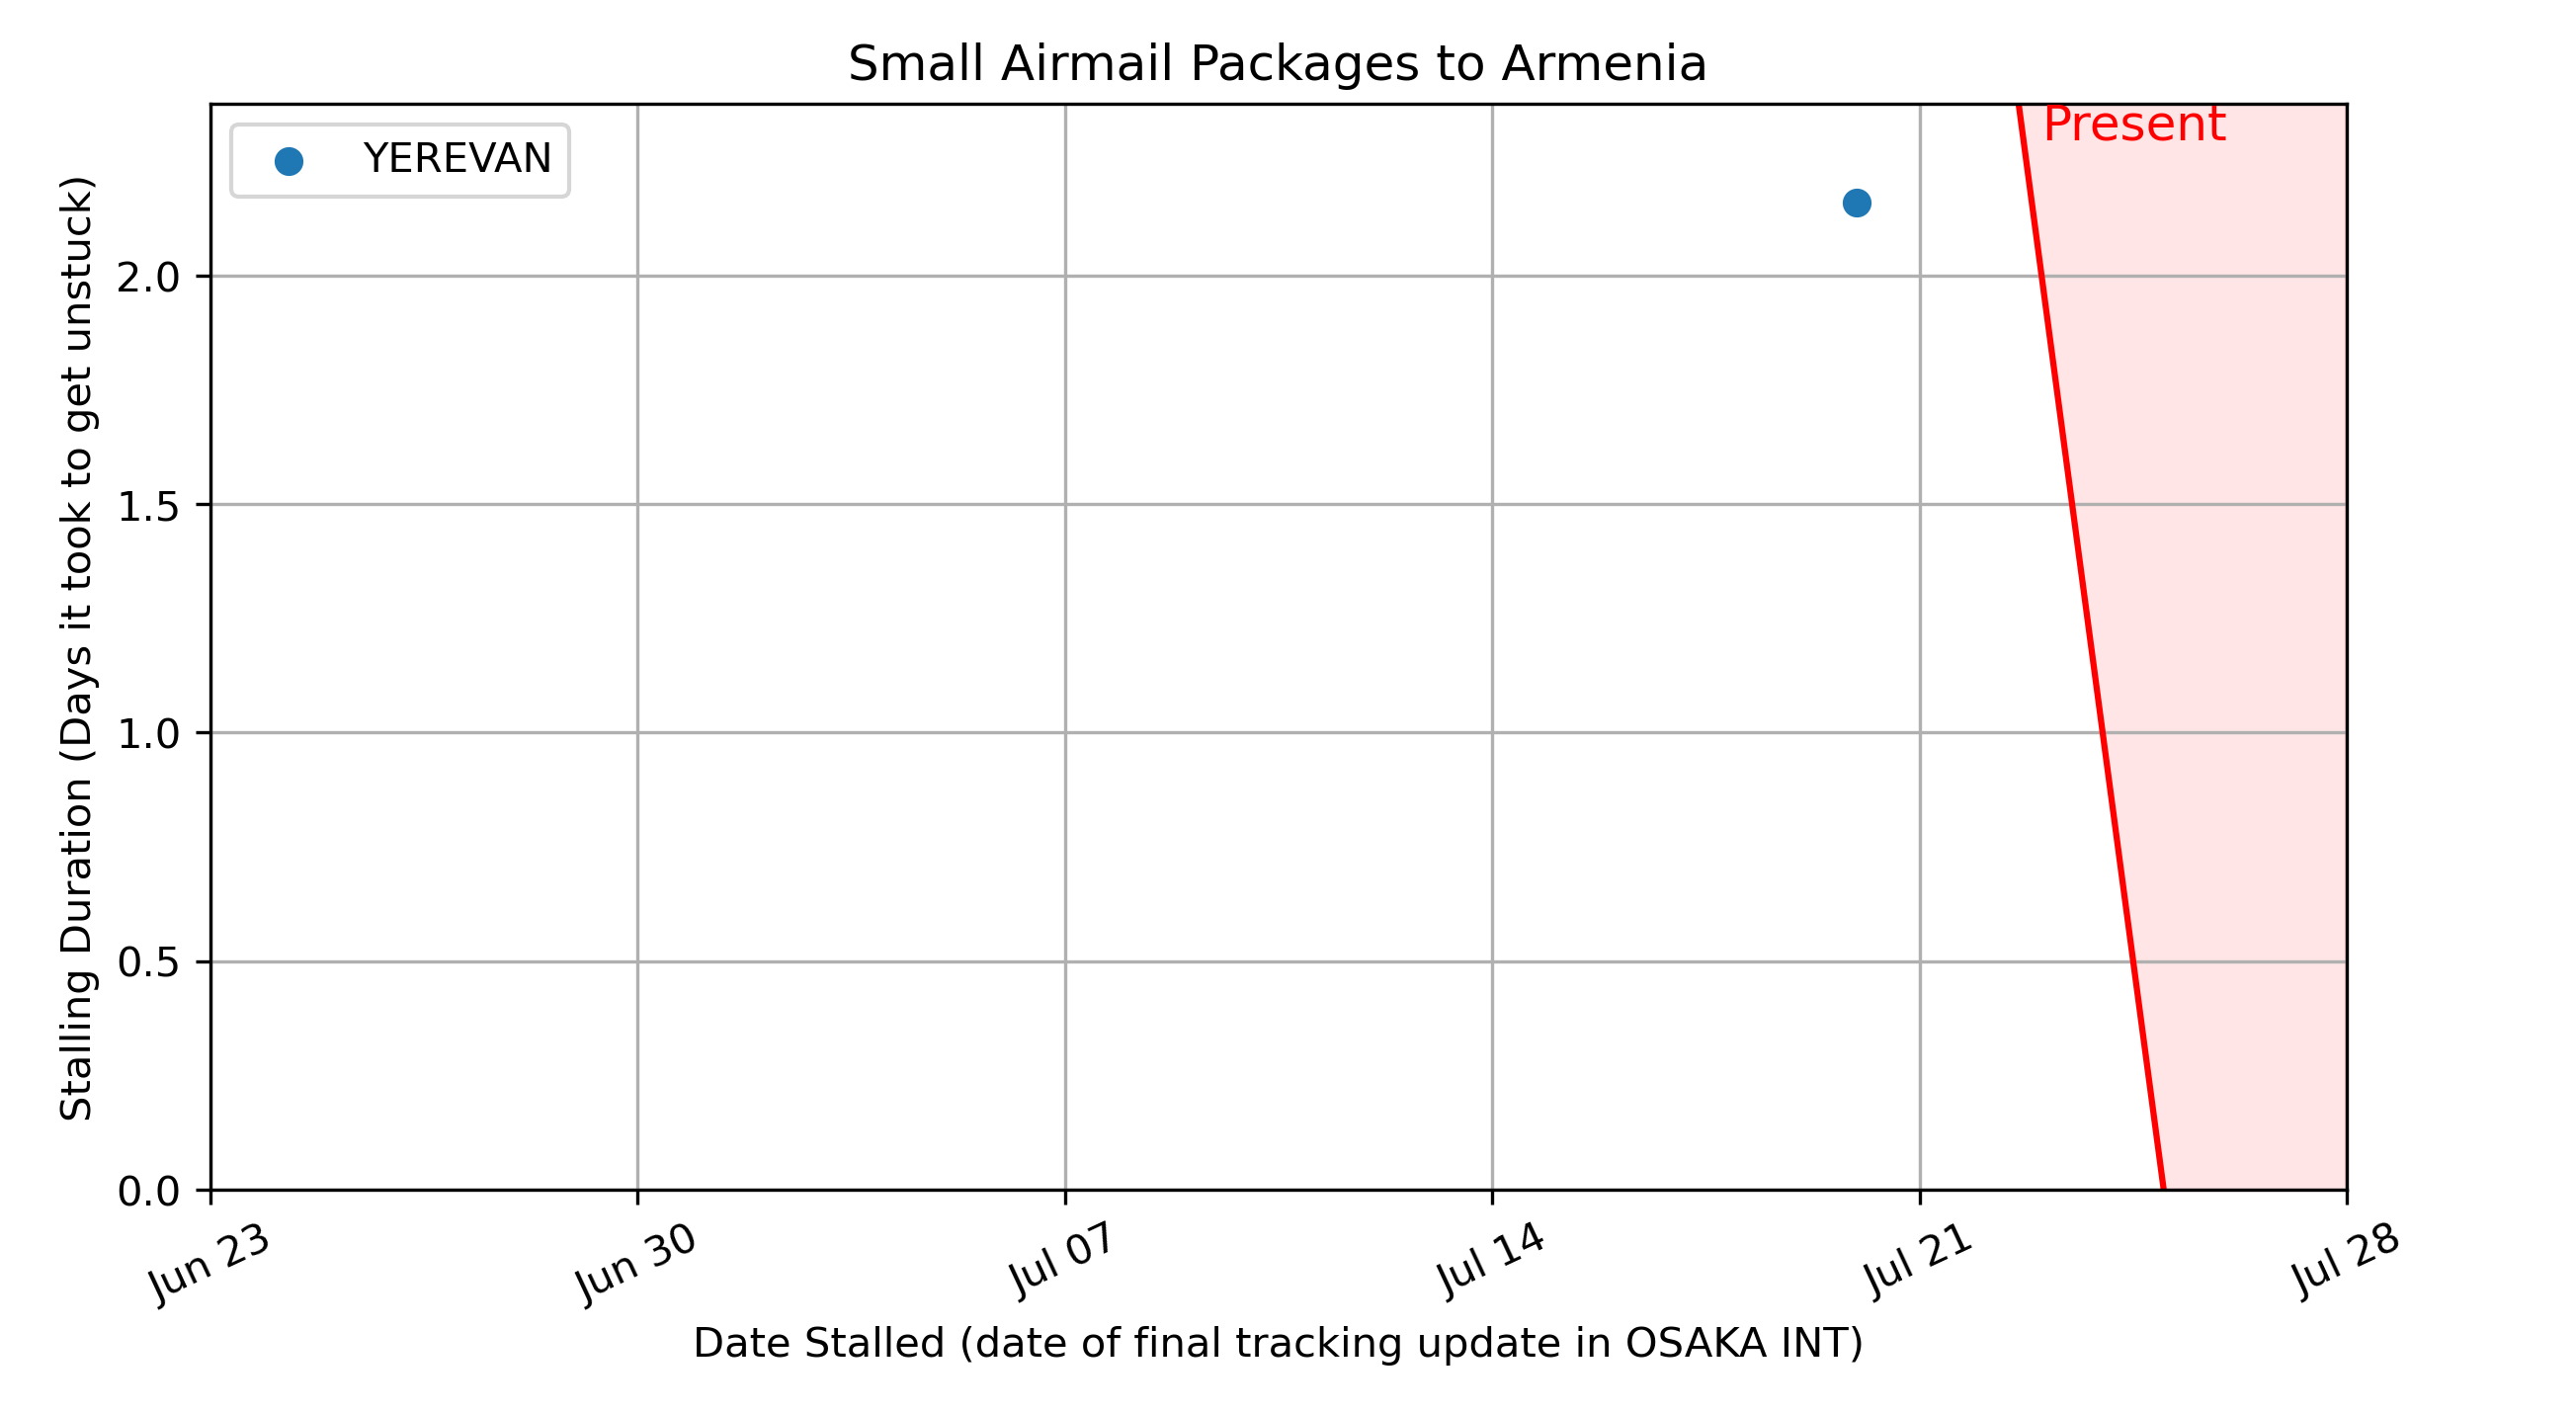 Small Airmail Packages to Armenia
YEREVAN
Present
Stalling Duration (Days it took to get unstuck)
2.0
1.5
1.0
0.5
0.0
Jun 23
Jun 30
Jul 07
Jul 14
Jul 21
Jul 28
Date Stalled (date of final tracking update in OSAKA INT)